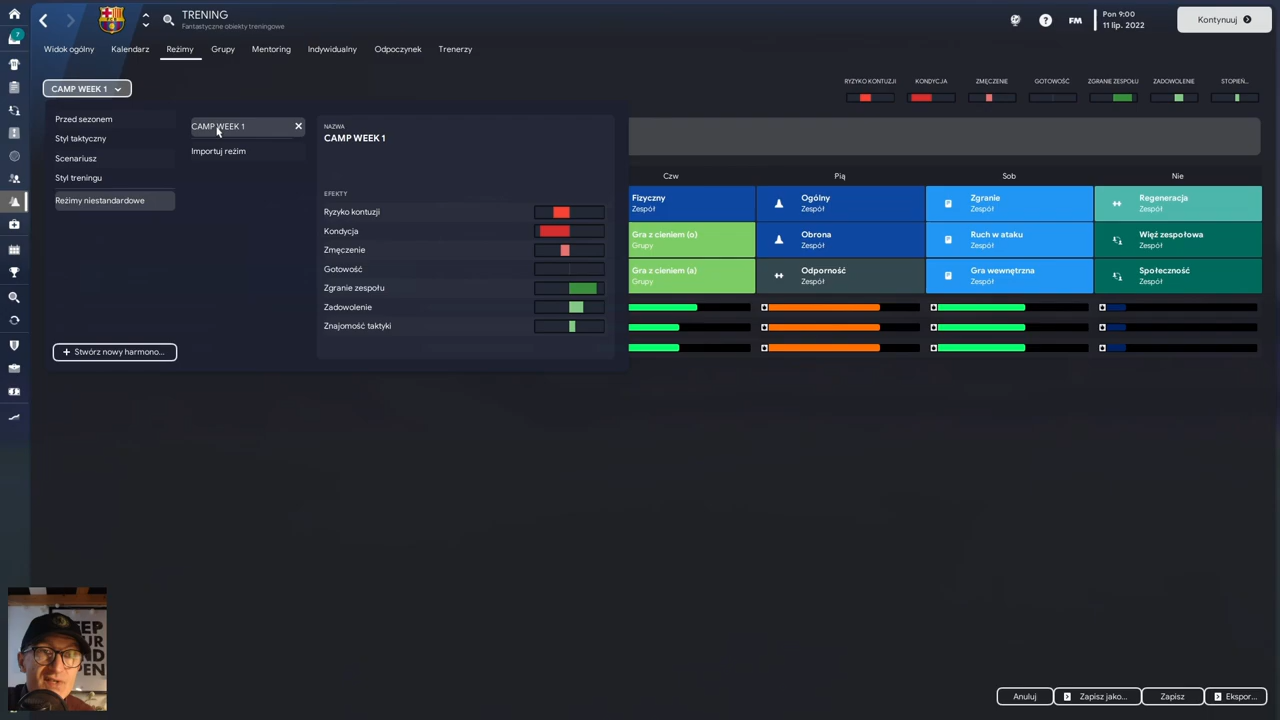 TRENING
Fantastyczne obiekty treningowe
7
FM
Pon 9:00
11 lip. 2022
Kontynuuj
Widok ogólny
Kalendarz
Reżimy
Grupy
Mentoring
Indywidualny
Odpoczynek
Trenerzy
CAMP WEEK 1
RYZYKO KONTUZJI
KONDYCJA
ZMĘCZENIE
GOTOWOŚĆ
ZGRANIE ZESPOŁU
ZADOWOLENIE
STOPIEŃ...
Przed sezonem
Styl taktyczny
Scenariusz
Styl treningu
Reżimy niestandardowe
+ Stwórz nowy harmono...
CAMP WEEK 1
Importuj reżim
NAZWA
CAMP WEEK 1
EFEKTY
Ryzyko kontuzji
Kondycja
Zmęczenie
Gotowość
Zgranie zespołu
Zadowolenie
Znajomość taktyki
Czw
Pią
Sob
Nie
Fizyczny
Zespół
Ogólny
Zespół
Zgranie
Zespół
Regeneracja
Zespół
Gra z cieniem (o)
Grupy
Obrona
Zespół
Ruch w ataku
Zespół
Więź zespołowa
Zespół
Gra z cieniem (a)
Grupy
Odporność
Zespół
Gra wewnętrzna
Zespół
Społeczność
Zespół
Anuluj
Zapisz jako...
Zapisz
Ekspor...